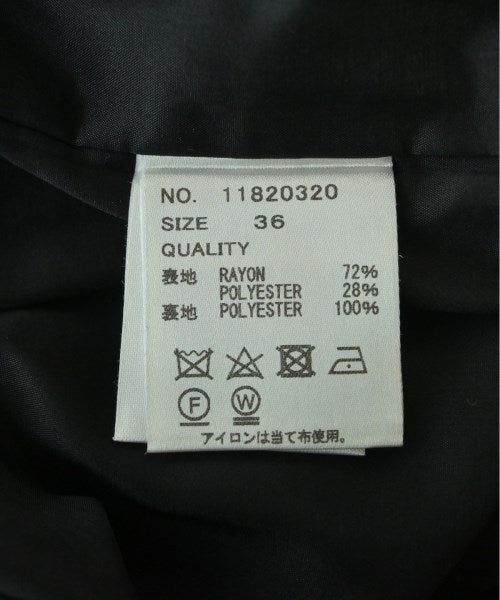 NO. 11820320
SIZE 36
QUALITY
表地 RAYON 72%
POLYESTER 28%
裏地 POLYESTER 100%
F W
アイロンは当て布使用。